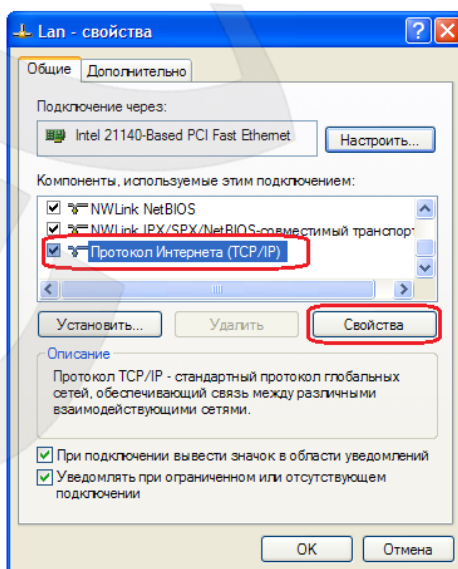 Lan - свойства
Общие Дополнительно
Подключение через:
Intel 21140-Based PCI Fast Ethernet Настроить...
Компоненты, используемые этим подключением:
NWLink NetBIOS
NWLink IPX/SPX/NetBIOS-совместимый транспорт
Протокол Интернета (TCP/IP)
Установить... Удалить Свойства
Описание
Протокол TCP/IP - стандартный протокол глобальных
сетей, обеспечивающий связь между различными
взаимодействующими сетями.
При подключении вывести значок в области уведомлений
Уведомлять при ограниченном или отсутствующем
подключении
OK Отмена